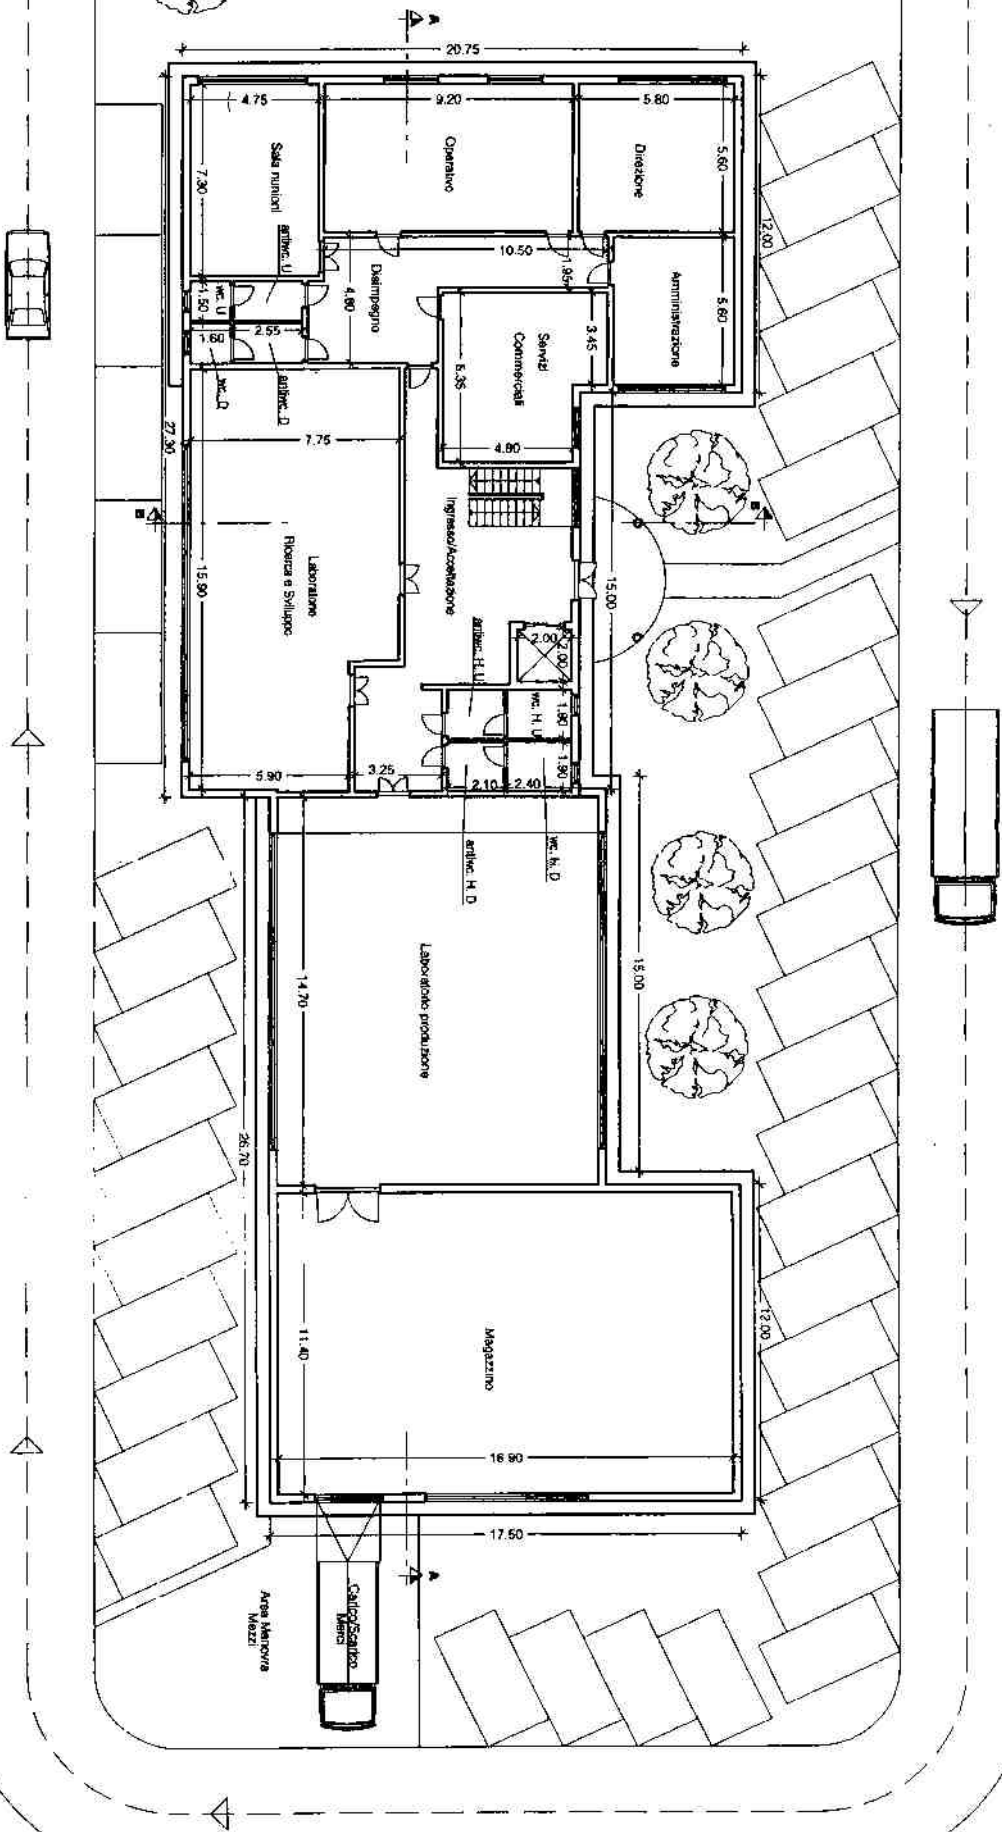 A
20.75
4.75
9.20
5.80
Sala riunioni
7.30
Operativo
Direzione
5.60
12.00
antiwc. U
10.50
1.95
Disimpegno
4.80
wc. U
1.50
Amministrazione
5.60
Servizi
Commerciali
3.45
5.35
1.60
2.55
wc. D
antiwc. D
27.30
7.75
4.80
B
B
Ingresso/Accettazione
Laboratorio
Ricerca e Sviluppo
15.90
15.00
antiwc. H. U
2.00
2.00
wc. H. U
1.90
1.90
5.90
3.25
2.10
2.40
antiwc. H. D
wc. H. D
Laboratorio produzione
14.70
15.00
26.70
Magazzino
11.40
12.00
16.90
17.50
A
Carico/Scarico
Merci
Area Manovra
Mezzi